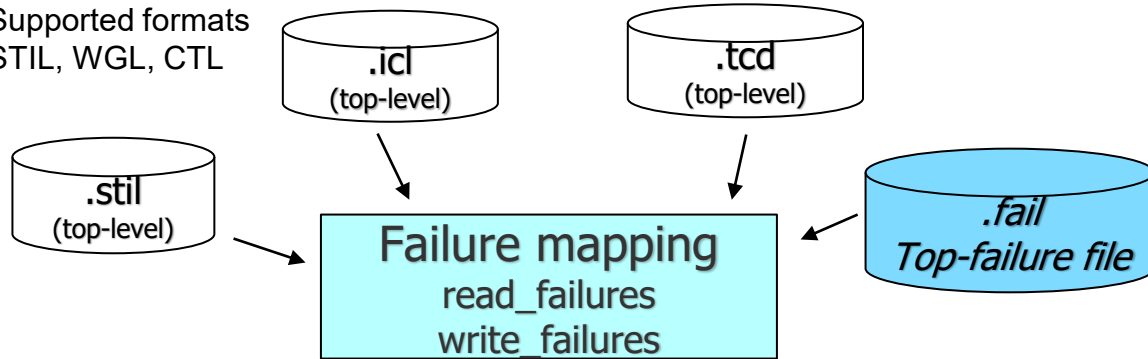 Supported formats
STIL, WGL, CTL
.icl
(top-level)
.tcd
(top-level)
.stil
(top-level)
.fail
Top-failure file
Failure mapping
read_failures
write_failures